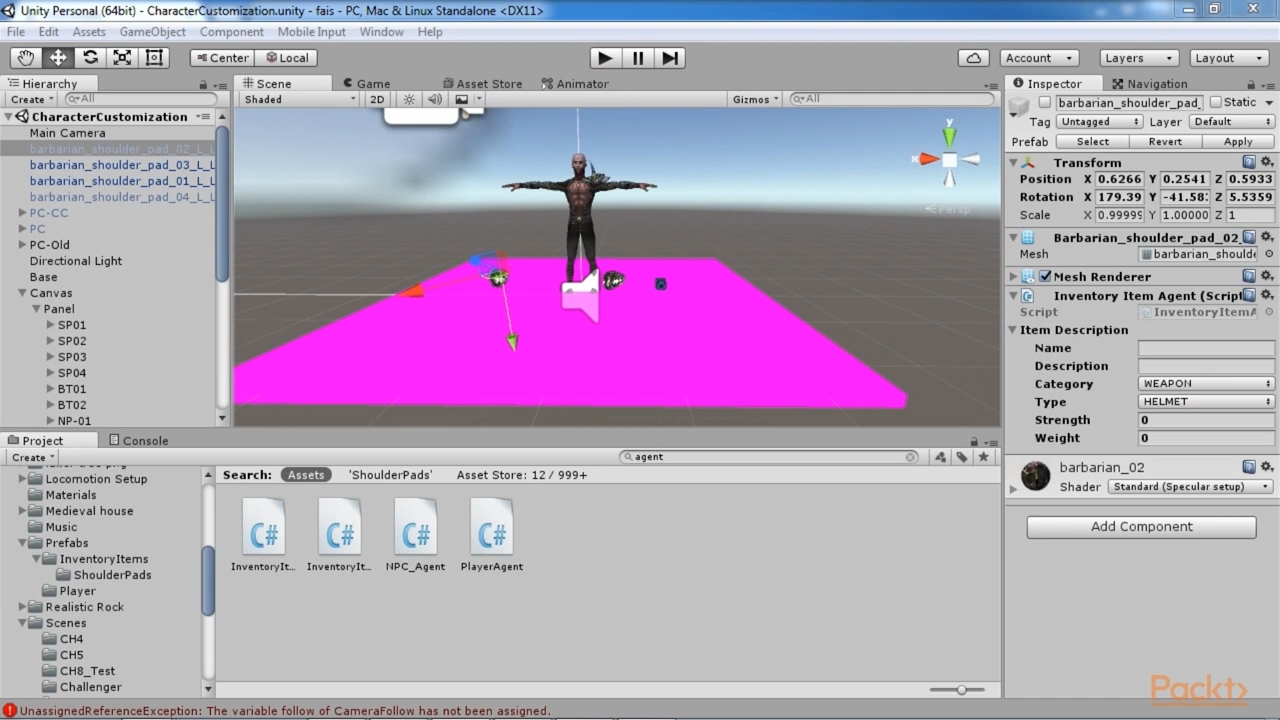 Unity Personal (64bit) - CharacterCustomization.unity - fais - PC, Mac & Linux Standalone <DX11>
File Edit Assets GameObject Component Mobile Input Window Help
Center Local Account Layers Layout
Hierarchy
Create All
CharacterCustomization
Main Camera
barbarian_shoulder_pad_02_L_L
barbarian_shoulder_pad_03_L_L
barbarian_shoulder_pad_01_L_L
barbarian_shoulder_pad_04_L_L
PC-CC
PC
PC-Old
Directional Light
Base
Canvas
Panel
SP01
SP02
SP03
SP04
BT01
BT02
NP-01
Scene Game Asset Store Animator
Shaded 2D Gizmos All
y
x
Persp
Inspector Navigation
barbarian_shoulder_pad_ Static
Tag Untagged Layer Default
Prefab Select Revert Apply
Transform
Position X 0.6266 Y 0.2541 Z 0.5933
Rotation X 179.39 Y -41.58 Z 5.5359
Scale X 0.99999 Y 1.00000 Z 1
Barbarian_shoulder_pad_02_
Mesh barbarian_shoulde
Mesh Renderer
Inventory Item Agent (Script
Script InventoryItemA
Item Description
Name
Description
Category WEAPON
Type HELMET
Strength 0
Weight 0
barbarian_02
Shader Standard (Specular setup)
Add Component
Project Console
Create agent
Locomotion Setup
Materials
Medieval house
Music
Prefabs
InventoryItems
ShoulderPads
Player
Realistic Rock
Scenes
CH4
CH5
CH8_Test
Challenger
Search: Assets 'ShoulderPads' Asset Store: 12 / 999+
C# C# C# C#
InventoryIt... InventoryIt... NPC_Agent PlayerAgent
Packt
UnassignedReferenceException: The variable follow of CameraFollow has not been assigned.